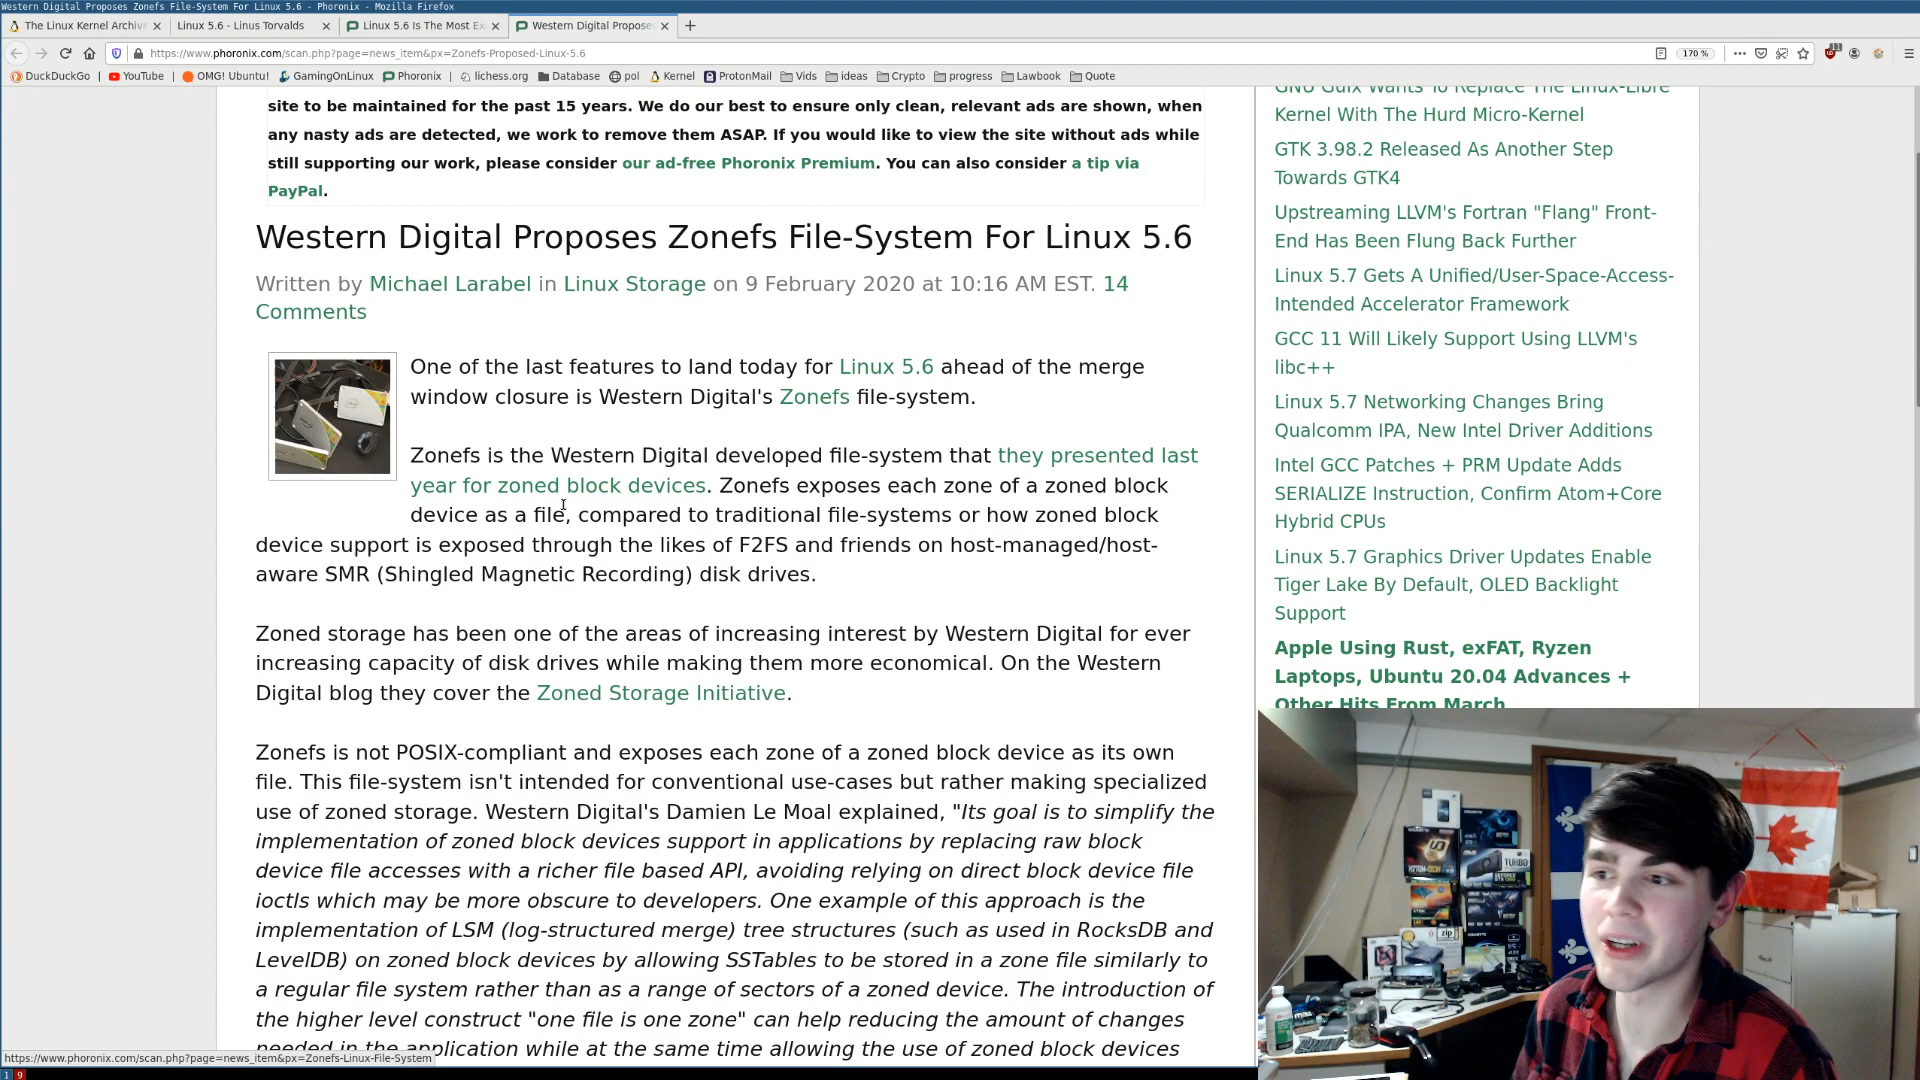 Western Digital Proposes Zonefs File-System For Linux 5.6 - Phoronix - Mozilla Firefox
The Linux Kernel Archive
Linux 5.6 - Linus Torvalds
Linux 5.6 Is The Most Ex
Western Digital Propose
https://www.phoronix.com/scan.php?page=news_item&px=Zonefs-Proposed-Linux-5.6
170 %
DuckDuckGo
YouTube
OMG! Ubuntu!
GamingOnLinux
Phoronix
lichess.org
Database
pol
Kernel
ProtonMail
Vids
ideas
Crypto
progress
Lawbook
Quote
site to be maintained for the past 15 years. We do our best to ensure only clean, relevant ads are shown, when
any nasty ads are detected, we work to remove them ASAP. If you would like to view the site without ads while
still supporting our work, please consider our ad-free Phoronix Premium. You can also consider a tip via
PayPal.
Western Digital Proposes Zonefs File-System For Linux 5.6
Written by Michael Larabel in Linux Storage on 9 February 2020 at 10:16 AM EST. 14
Comments
One of the last features to land today for Linux 5.6 ahead of the merge
window closure is Western Digital's Zonefs file-system.
Zonefs is the Western Digital developed file-system that they presented last
year for zoned block devices. Zonefs exposes each zone of a zoned block
device as a file, compared to traditional file-systems or how zoned block
device support is exposed through the likes of F2FS and friends on host-managed/host-
aware SMR (Shingled Magnetic Recording) disk drives.
Zoned storage has been one of the areas of increasing interest by Western Digital for ever
increasing capacity of disk drives while making them more economical. On the Western
Digital blog they cover the Zoned Storage Initiative.
Zonefs is not POSIX-compliant and exposes each zone of a zoned block device as its own
file. This file-system isn't intended for conventional use-cases but rather making specialized
use of zoned storage. Western Digital's Damien Le Moal explained, "Its goal is to simplify the
implementation of zoned block devices support in applications by replacing raw block
device file accesses with a richer file based API, avoiding relying on direct block device file
ioctls which may be more obscure to developers. One example of this approach is the
implementation of LSM (log-structured merge) tree structures (such as used in RocksDB and
LevelDB) on zoned block devices by allowing SSTables to be stored in a zone file similarly to
a regular file system rather than as a range of sectors of a zoned device. The introduction of
the higher level construct "one file is one zone" can help reducing the amount of changes
needed in the application while at the same time allowing the use of zoned block devices
https://www.phoronix.com/scan.php?page=news_item&px=Zonefs-Linux-File-System
1 9
GNU Guix Wants To Replace The Linux-Libre
Kernel With The Hurd Micro-Kernel
GTK 3.98.2 Released As Another Step
Towards GTK4
Upstreaming LLVM's Fortran "Flang" Front-
End Has Been Flung Back Further
Linux 5.7 Gets A Unified/User-Space-Access-
Intended Accelerator Framework
GCC 11 Will Likely Support Using LLVM's
libc++
Linux 5.7 Networking Changes Bring
Qualcomm IPA, New Intel Driver Additions
Intel GCC Patches + PRM Update Adds
SERIALIZE Instruction, Confirm Atom+Core
Hybrid CPUs
Linux 5.7 Graphics Driver Updates Enable
Tiger Lake By Default, OLED Backlight
Support
Apple Using Rust, exFAT, Ryzen
Laptops, Ubuntu 20.04 Advances +
Other Hits From March
TURBO
zip